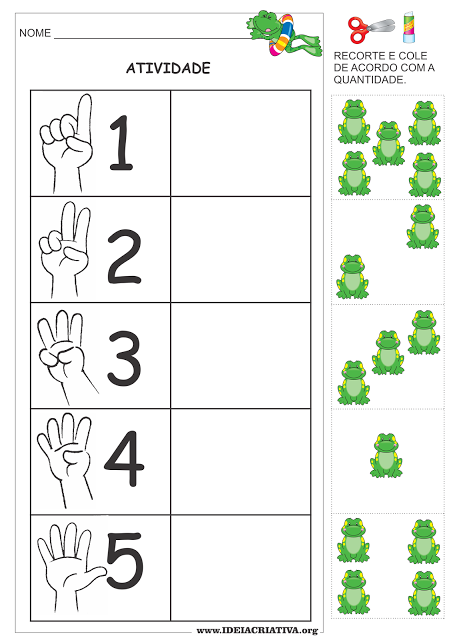 NOME
ATIVIDADE
1
2
3
4
5
RECORTE E COLE
DE ACORDO COM A
QUANTIDADE.
www.IDEIACRIATIVA.org